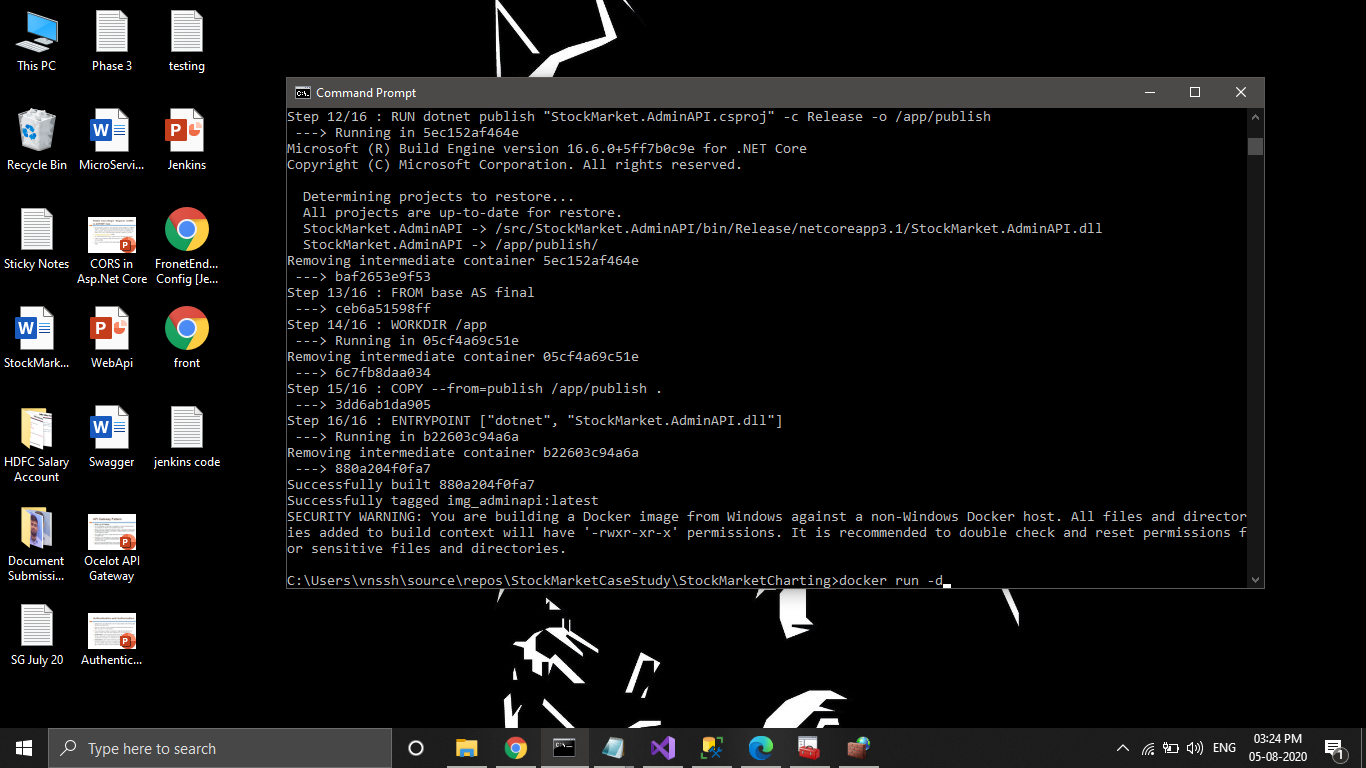 This PC
Phase 3
testing
Recycle Bin
MicroServi...
Jenkins
Sticky Notes
CORS in
Asp.Net Core
FronetEnd...
Config [Je...
StockMark...
WebApi
front
HDFC Salary
Account
Swagger
jenkins code
Document
Submissi...
Ocelot API
Gateway
SG July 20
Authentic...
Command Prompt
Step 12/16 : RUN dotnet publish "StockMarket.AdminAPI.csproj" -c Release -o /app/publish
---> Running in 5ec152af464e
Microsoft (R) Build Engine version 16.6.0+5ff7b0c9e for .NET Core
Copyright (C) Microsoft Corporation. All rights reserved.
Determining projects to restore...
All projects are up-to-date for restore.
StockMarket.AdminAPI -> /src/StockMarket.AdminAPI/bin/Release/netcoreapp3.1/StockMarket.AdminAPI.dll
StockMarket.AdminAPI -> /app/publish/
Removing intermediate container 5ec152af464e
---> baf2653e9f53
Step 13/16 : FROM base AS final
---> ceb6a51598ff
Step 14/16 : WORKDIR /app
---> Running in 05cf4a69c51e
Removing intermediate container 05cf4a69c51e
---> 6c7fb8daa034
Step 15/16 : COPY --from=publish /app/publish .
---> 3dd6ab1da905
Step 16/16 : ENTRYPOINT ["dotnet", "StockMarket.AdminAPI.dll"]
---> Running in b22603c94a6a
Removing intermediate container b22603c94a6a
---> 880a204f0fa7
Successfully built 880a204f0fa7
Successfully tagged img_adminapi:latest
SECURITY WARNING: You are building a Docker image from Windows against a non-Windows Docker host. All files and director
ies added to build context will have '-rwxr-xr-x' permissions. It is recommended to double check and reset permissions f
or sensitive files and directories.
C:\Users\vnssh\source\repos\StockMarketCaseStudy\StockMarketCharting>docker run -d
Type here to search
ENG
03:24 PM
05-08-2020
1